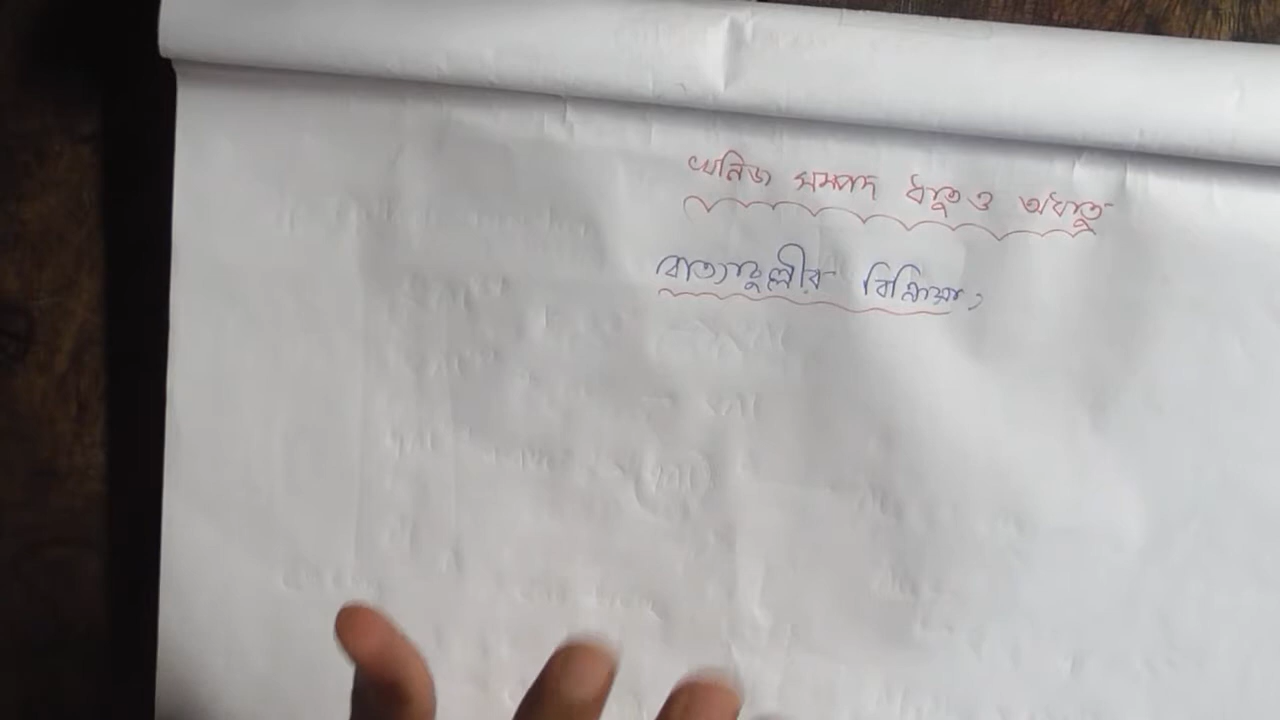 খনিজ সম্পদ ধাতু ও অধাতু
বাত্যাচুল্লীর বিক্রিয়া,